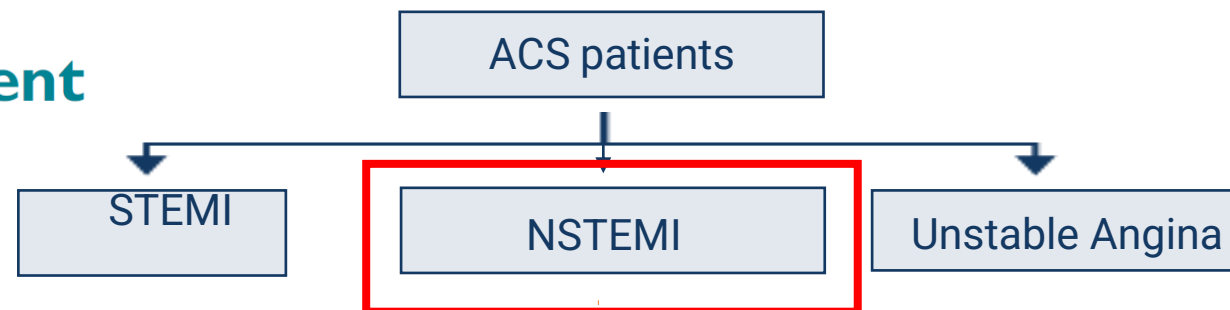 ACS patients
ent
STEMI
NSTEMI
Unstable Angina